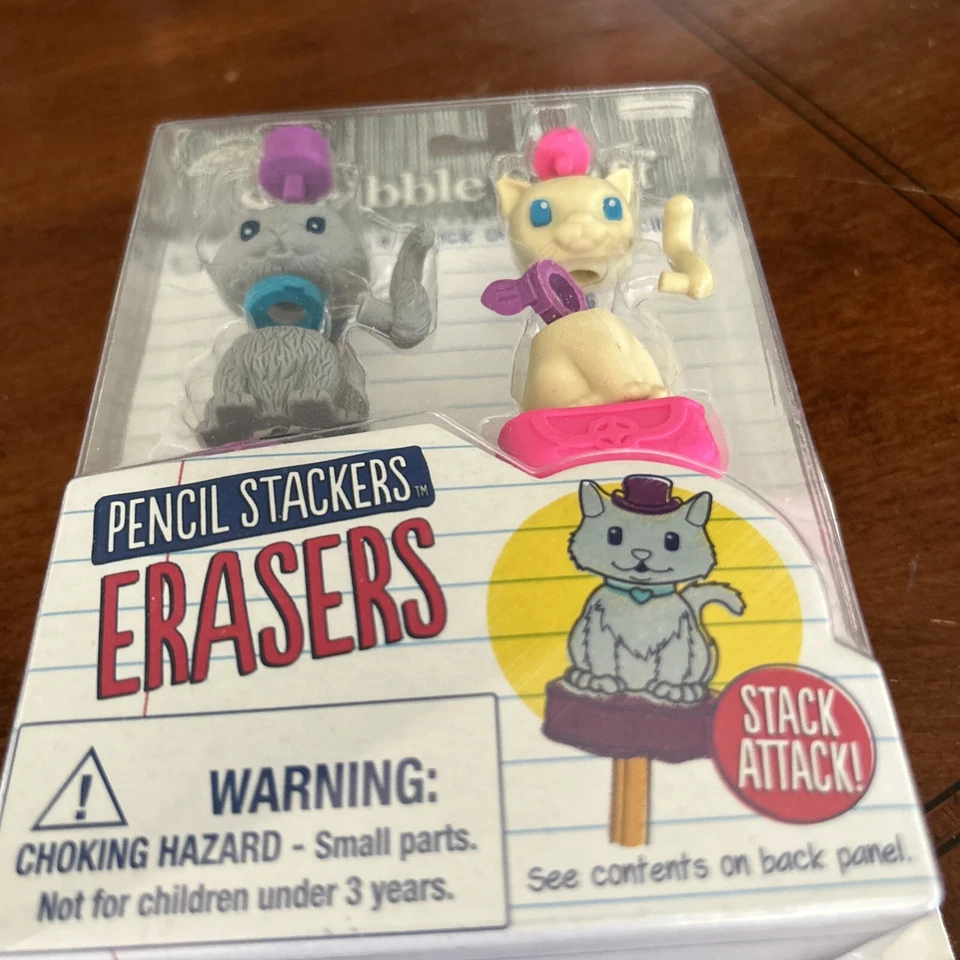 PENCIL STACKERS™
ERASERS
STACK
ATTACK!
WARNING:
CHOKING HAZARD - Small parts.
Not for children under 3 years.
See contents on back panel.